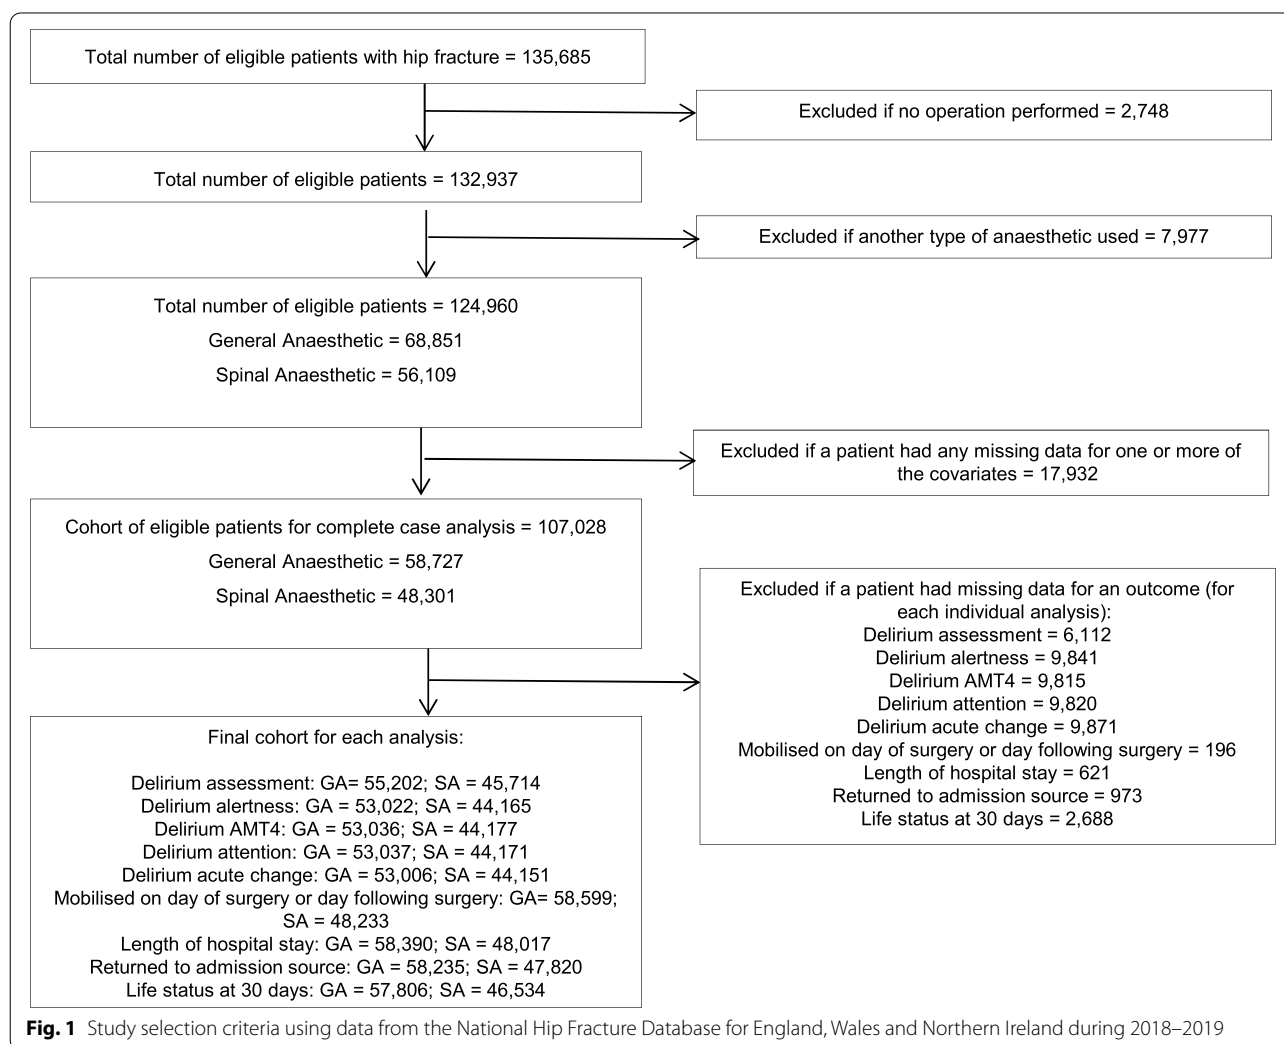 Total number of eligible patients with hip fracture = 135,685
Excluded if no operation performed = 2,748
Total number of eligible patients = 132,937
Excluded if another type of anaesthetic used = 7,977
Total number of eligible patients = 124,960
General Anaesthetic = 68,851
Spinal Anaesthetic = 56,109
Excluded if a patient had any missing data for one or more of
the covariates = 17,932
Cohort of eligible patients for complete case analysis = 107,028
General Anaesthetic = 58,727
Spinal Anaesthetic = 48,301
Excluded if a patient had missing data for an outcome (for
each individual analysis):
Delirium assessment = 6,112
Delirium alertness = 9,841
Delirium AMT4 = 9,815
Delirium attention = 9,820
Delirium acute change = 9,871
Mobilised on day of surgery or day following surgery = 196
Length of hospital stay = 621
Returned to admission source = 973
Life status at 30 days = 2,688
Final cohort for each analysis:
Delirium assessment: GA= 55,202; SA = 45,714
Delirium alertness: GA = 53,022; SA = 44,165
Delirium AMT4: GA = 53,036; SA = 44,177
Delirium attention: GA = 53,037; SA = 44,171
Delirium acute change: GA = 53,006; SA = 44,151
Mobilised on day of surgery or day following surgery: GA= 58,599;
SA = 48,233
Length of hospital stay: GA = 58,390; SA = 48,017
Returned to admission source: GA = 58,235; SA = 47,820
Life status at 30 days: GA = 57,806; SA = 46,534
Fig. 1 Study selection criteria using data from the National Hip Fracture Database for England, Wales and Northern Ireland during 2018–2019